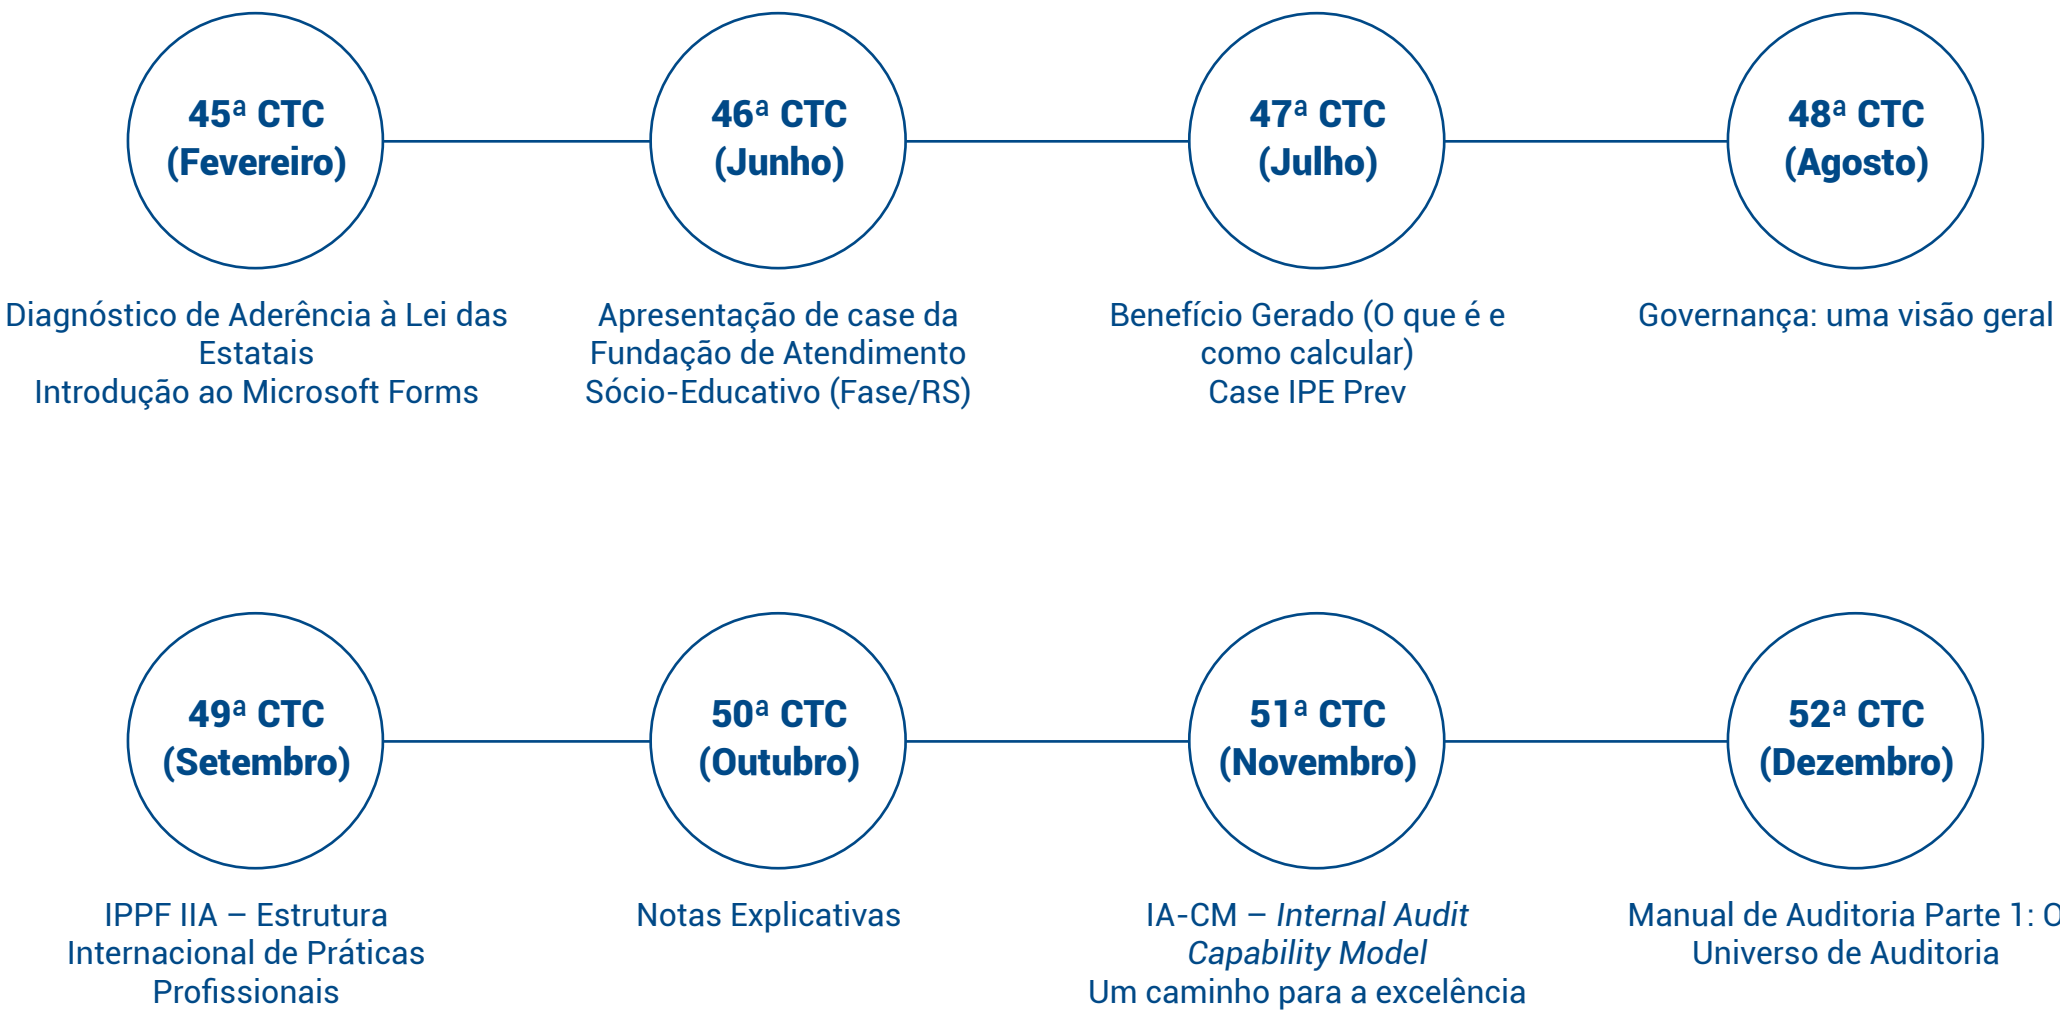 45ª CTC
(Fevereiro)
Diagnóstico de Aderência à Lei das
Estatais
Introdução ao Microsoft Forms
46ª CTC
(Junho)
Apresentação de case da
Fundação de Atendimento
Sócio-Educativo (Fase/RS)
47ª CTC
(Julho)
Benefício Gerado (O que é e
como calcular)
Case IPE Prev
48ª CTC
(Agosto)
Governança: uma visão geral
49ª CTC
(Setembro)
IPPF IIA – Estrutura
Internacional de Práticas
Profissionais
50ª CTC
(Outubro)
Notas Explicativas
51ª CTC
(Novembro)
IA-CM – Internal Audit
Capability Model
Um caminho para a excelência
52ª CTC
(Dezembro)
Manual de Auditoria Parte 1: O
Universo de Auditoria